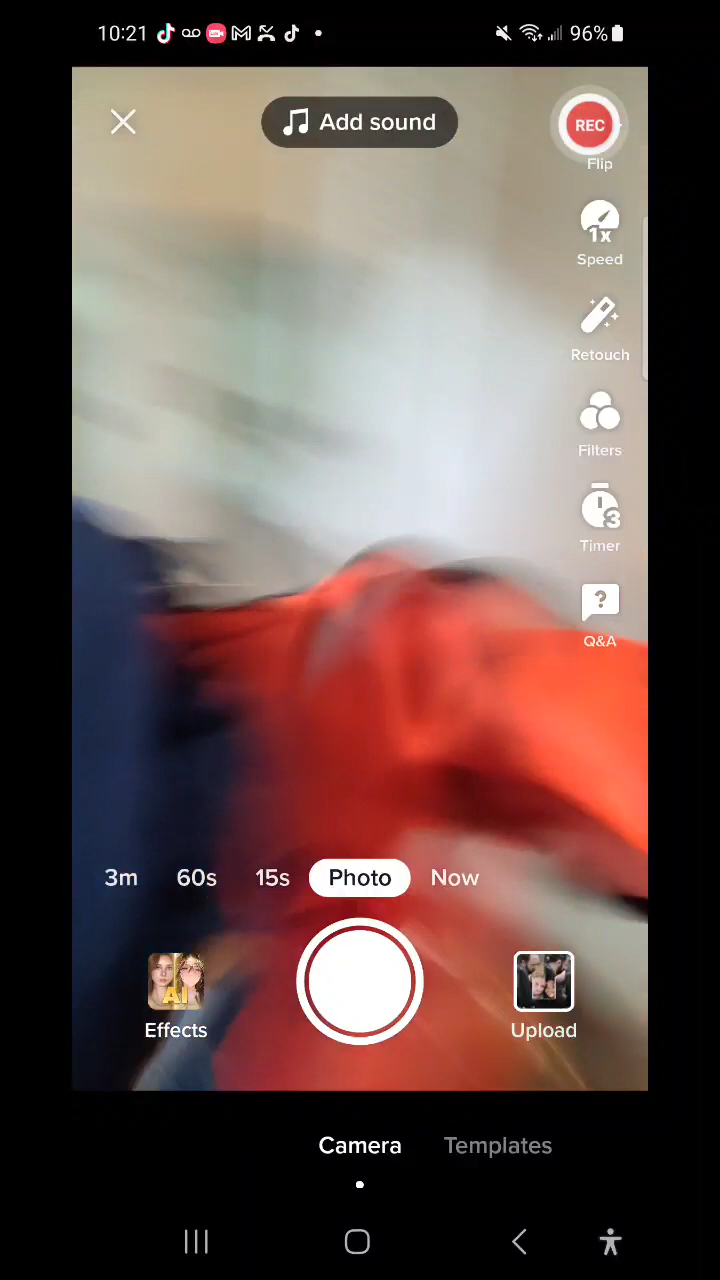 10:21 96%
Add sound
REC
Flip
1x
Speed
Retouch
Filters
3
Timer
?
Q&A
3m 60s 15s Photo Now
AI
Effects Upload
Camera Templates